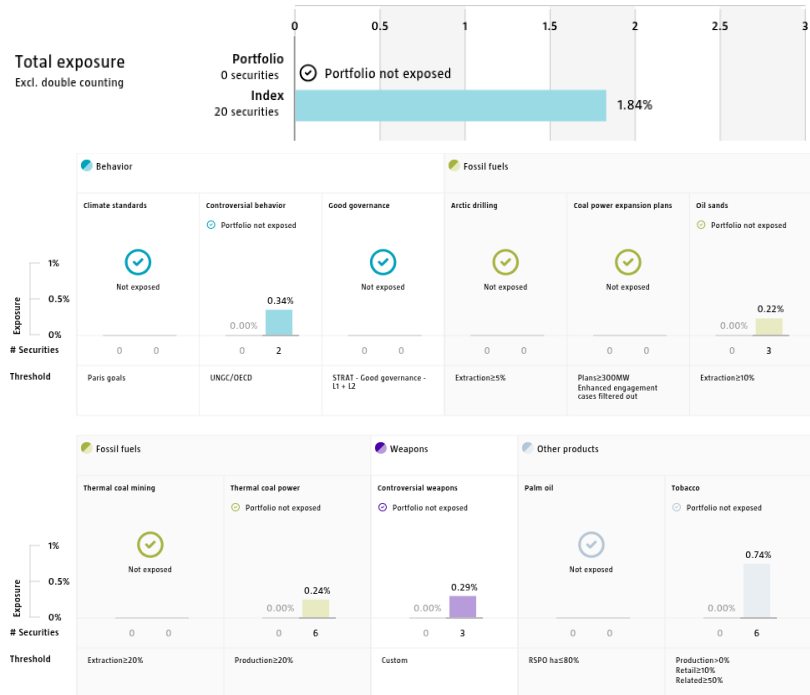 0 0.5 1 1.5 2 2.5 3
Total exposure
Excl. double counting
Portfolio
0 securities
Portfolio not exposed
Index
20 securities
1.84%
Behavior
Fossil fuels
Climate standards
Controversial behavior
Good governance
Arctic drilling
Coal power expansion plans
Oil sands
Portfolio not exposed
Portfolio not exposed
Not exposed
Not exposed
Not exposed
Not exposed
Exposure
1%
0.5%
0%
0.00%
0.34%
0.00%
0.22%
# Securities
0 0
0 2
0 0
0 0
0 0
0 3
Threshold
Paris goals
UNGC/OECD
STRAT - Good governance -
L1 + L2
Extraction≥5%
Plans≥300MW
Enhanced engagement
cases filtered out
Extraction≥10%
Fossil fuels
Weapons
Other products
Thermal coal mining
Thermal coal power
Controversial weapons
Palm oil
Tobacco
Portfolio not exposed
Portfolio not exposed
Portfolio not exposed
Not exposed
Not exposed
Exposure
1%
0.5%
0%
0.00%
0.24%
0.00%
0.29%
0.00%
0.74%
# Securities
0 0
0 6
0 3
0 0
0 6
Threshold
Extraction≥20%
Production≥20%
Custom
RSPO ha≤80%
Production>0%
Retail≥10%
Related≥50%